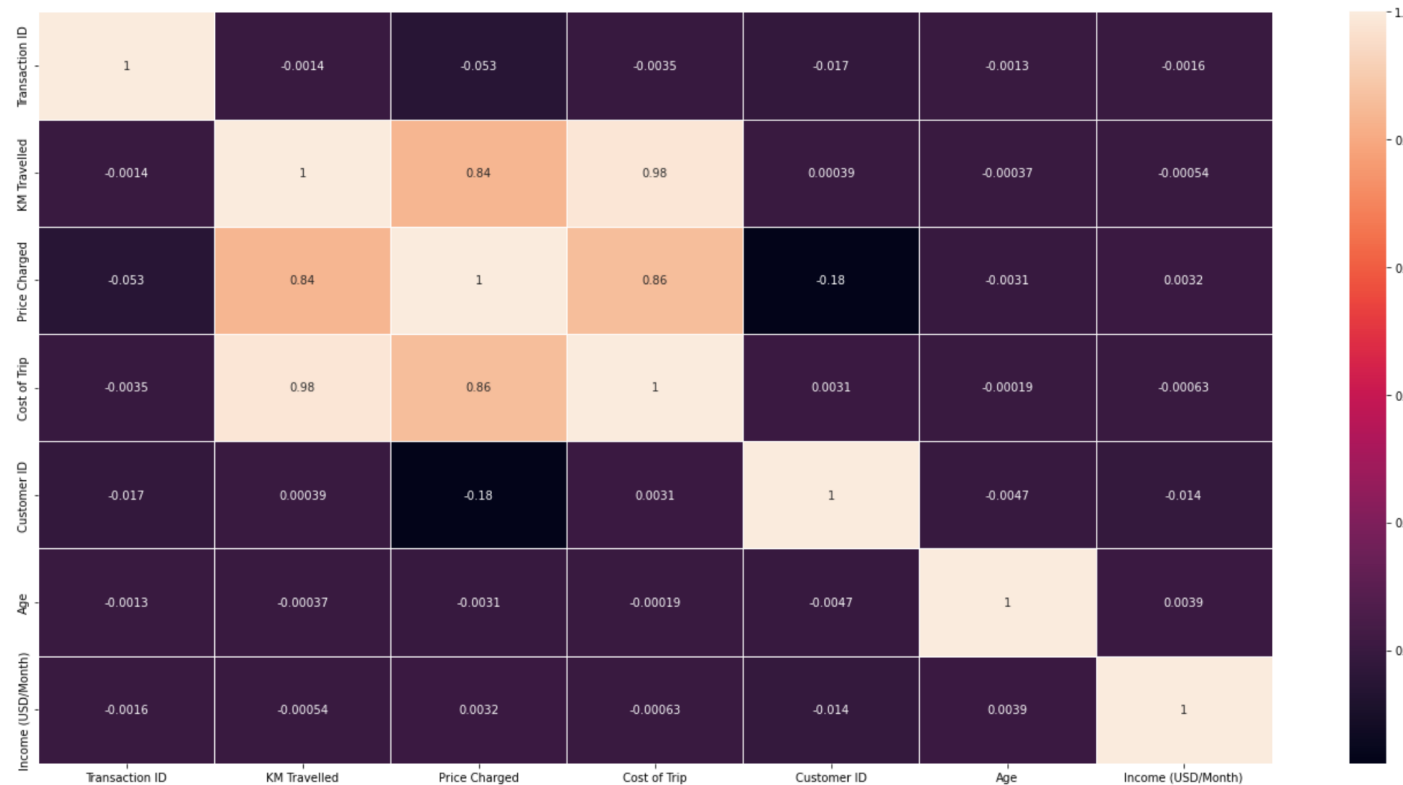 Transaction ID 1 -0.0014 -0.053 -0.0035 -0.017 -0.0013 -0.0016
KM Travelled -0.0014 1 0.84 0.98 0.00039 -0.00037 -0.00054
Price Charged -0.053 0.84 1 0.86 -0.18 -0.0031 0.0032
Cost of Trip -0.0035 0.98 0.86 1 0.0031 -0.00019 -0.00063
Customer ID -0.017 0.00039 -0.18 0.0031 1 -0.0047 -0.014
Age -0.0013 -0.00037 -0.0031 -0.00019 -0.0047 1 0.0039
Income (USD/Month) -0.0016 -0.00054 0.0032 -0.00063 -0.014 0.0039 1
Transaction ID KM Travelled Price Charged Cost of Trip Customer ID Age Income (USD/Month)
1.
0.
0.
0.
0.
0.